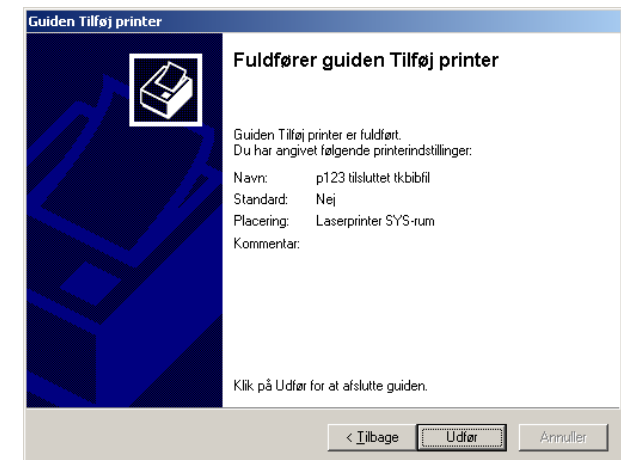 Guiden Tilføj printer
Fuldfører guiden Tilføj printer
Guiden Tilføj printer er fuldført.
Du har angivet følgende printerindstillinger:
Navn: p123 tilsluttet tkbibfil
Standard: Nej
Placering: Laserprinter SYS-rum
Kommentar:
Klik på Udfør for at afslutte guiden.
< Tilbage Udfør Annuller